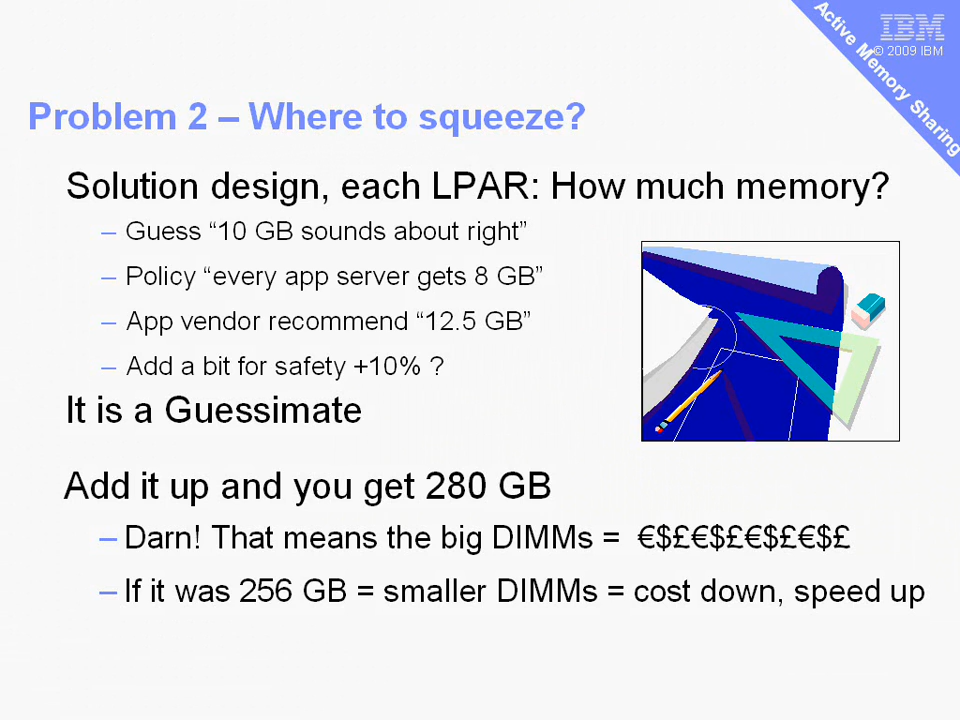 IBM
© 2009 IBM
Active Memory Sharing
Problem 2 – Where to squeeze?
Solution design, each LPAR: How much memory?
– Guess “10 GB sounds about right”
– Policy “every app server gets 8 GB”
– App vendor recommend “12.5 GB”
– Add a bit for safety +10% ?
It is a Guessimate
Add it up and you get 280 GB
– Darn! That means the big DIMMs = €$£€$£€$£€$£
– If it was 256 GB = smaller DIMMs = cost down, speed up